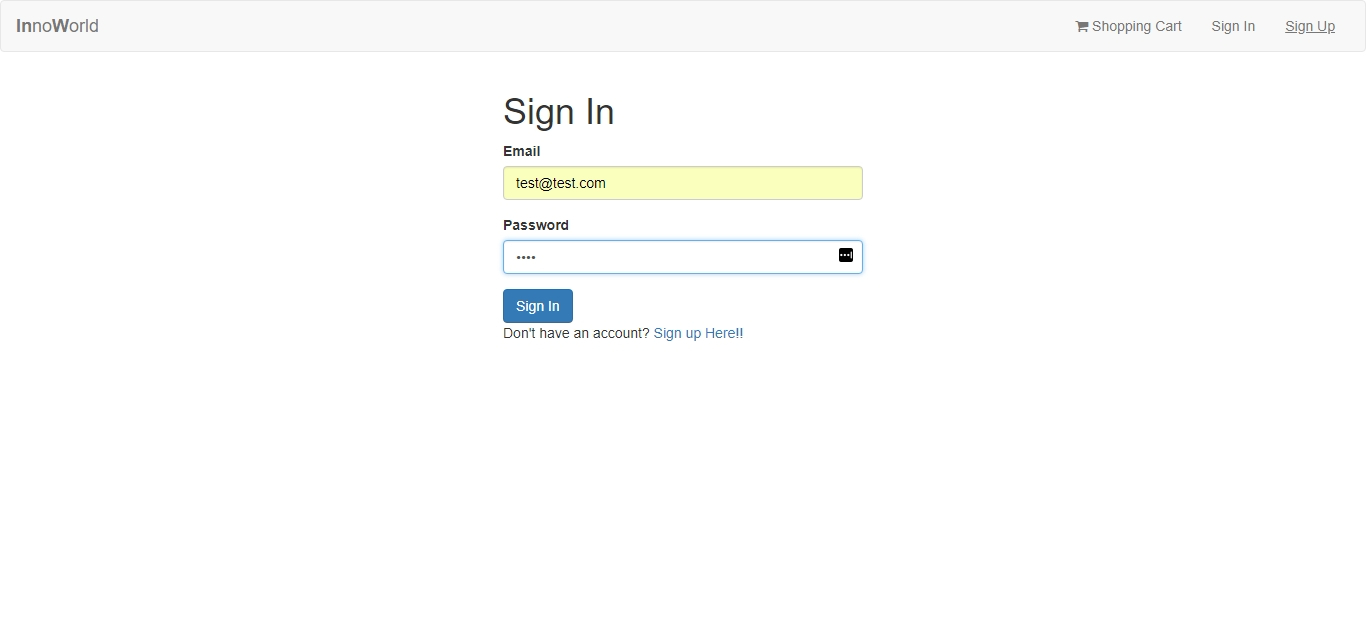 InnoWorld
Shopping Cart Sign In Sign Up
Sign In
Email
test@test.com
Password
••••
Sign In
Don't have an account? Sign up Here!!